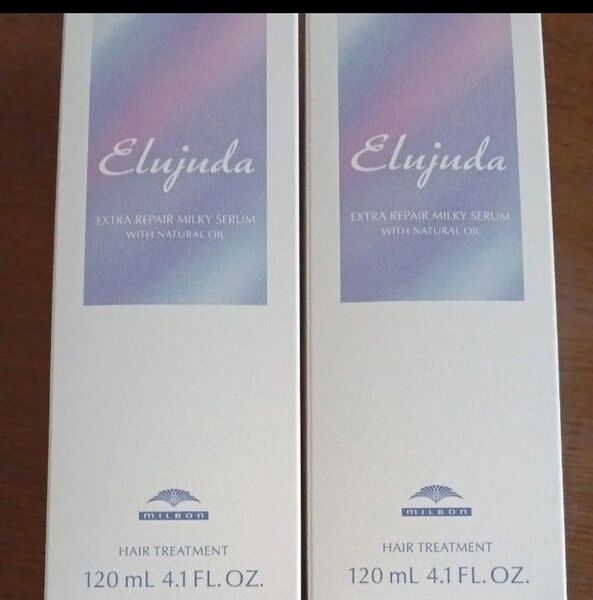 Elujuda
EXTRA REPAIR MILKY SERUM
WITH NATURAL OIL
MILBON
HAIR TREATMENT
120 mL 4.1 FL. OZ.
Elujuda
EXTRA REPAIR MILKY SERUM
WITH NATURAL OIL
MILBON
HAIR TREATMENT
120 mL 4.1 FL. OZ.